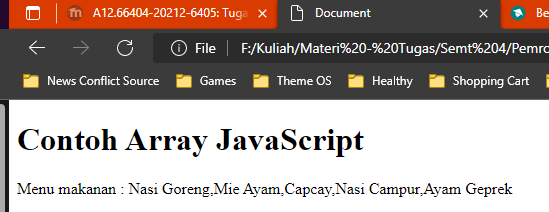 A12.66404-20212-6405: Tuga
Document
Be
File
F:/Kuliah/Materi%20-%20Tugas/Semt%204/Pemro
News Conflict Source
Games
Theme OS
Healthy
Shopping Cart
Contoh Array JavaScript
Menu makanan : Nasi Goreng,Mie Ayam,Capcay,Nasi Campur,Ayam Geprek